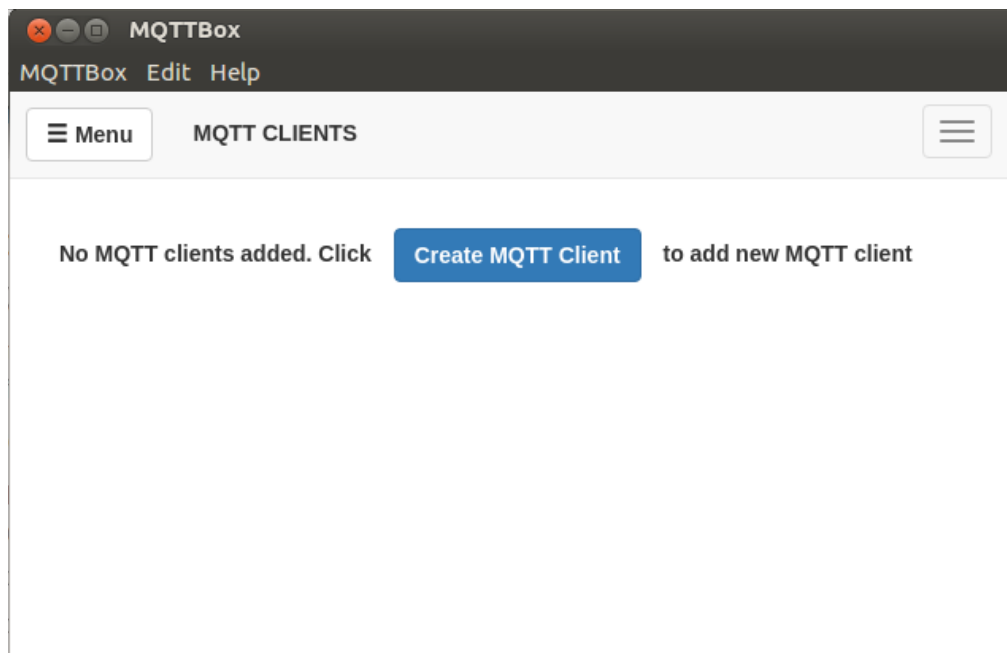 MQTTBox
MQTTBox Edit Help
Menu MQTT CLIENTS
No MQTT clients added. Click Create MQTT Client to add new MQTT client